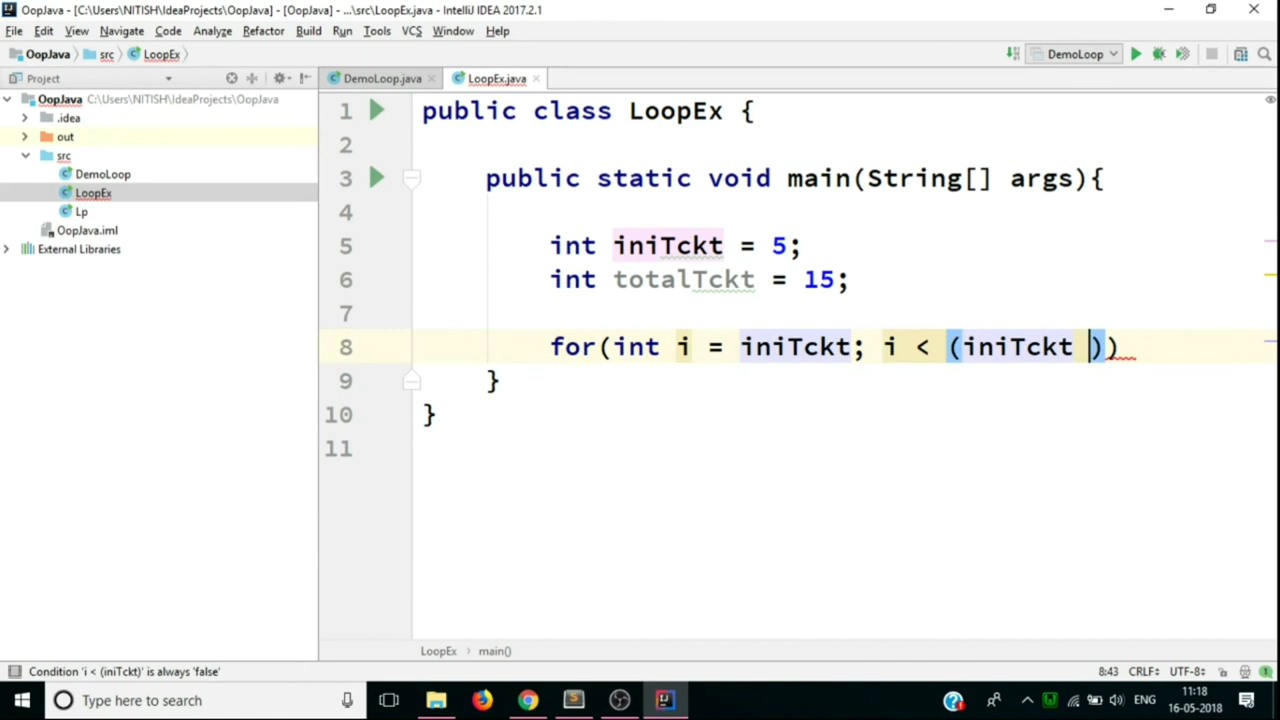 OopJava - [C:\Users\NITISH\IdeaProjects\OopJava] - [OopJava] - ...\src\LoopEx.java - IntelliJ IDEA 2017.2.1
File Edit View Navigate Code Analyze Refactor Build Run Tools VCS Window Help
OopJava src LoopEx DemoLoop
Project DemoLoop.java LoopEx.java
OopJava C:\Users\NITISH\IdeaProjects\OopJava
.idea
out
src
DemoLoop
LoopEx
Lp
OopJava.iml
External Libraries
1 public class LoopEx {
2
3 public static void main(String[] args){
4
5 int iniTckt = 5;
6 int totalTckt = 15;
7
8 for(int i = iniTckt; i < (iniTckt ))
9 }
10 }
11
LoopEx main()
Condition 'i < (iniTckt)' is always 'false' 8:43 CRLF÷ UTF-8÷
Type here to search ENG 11:18
16-05-2018